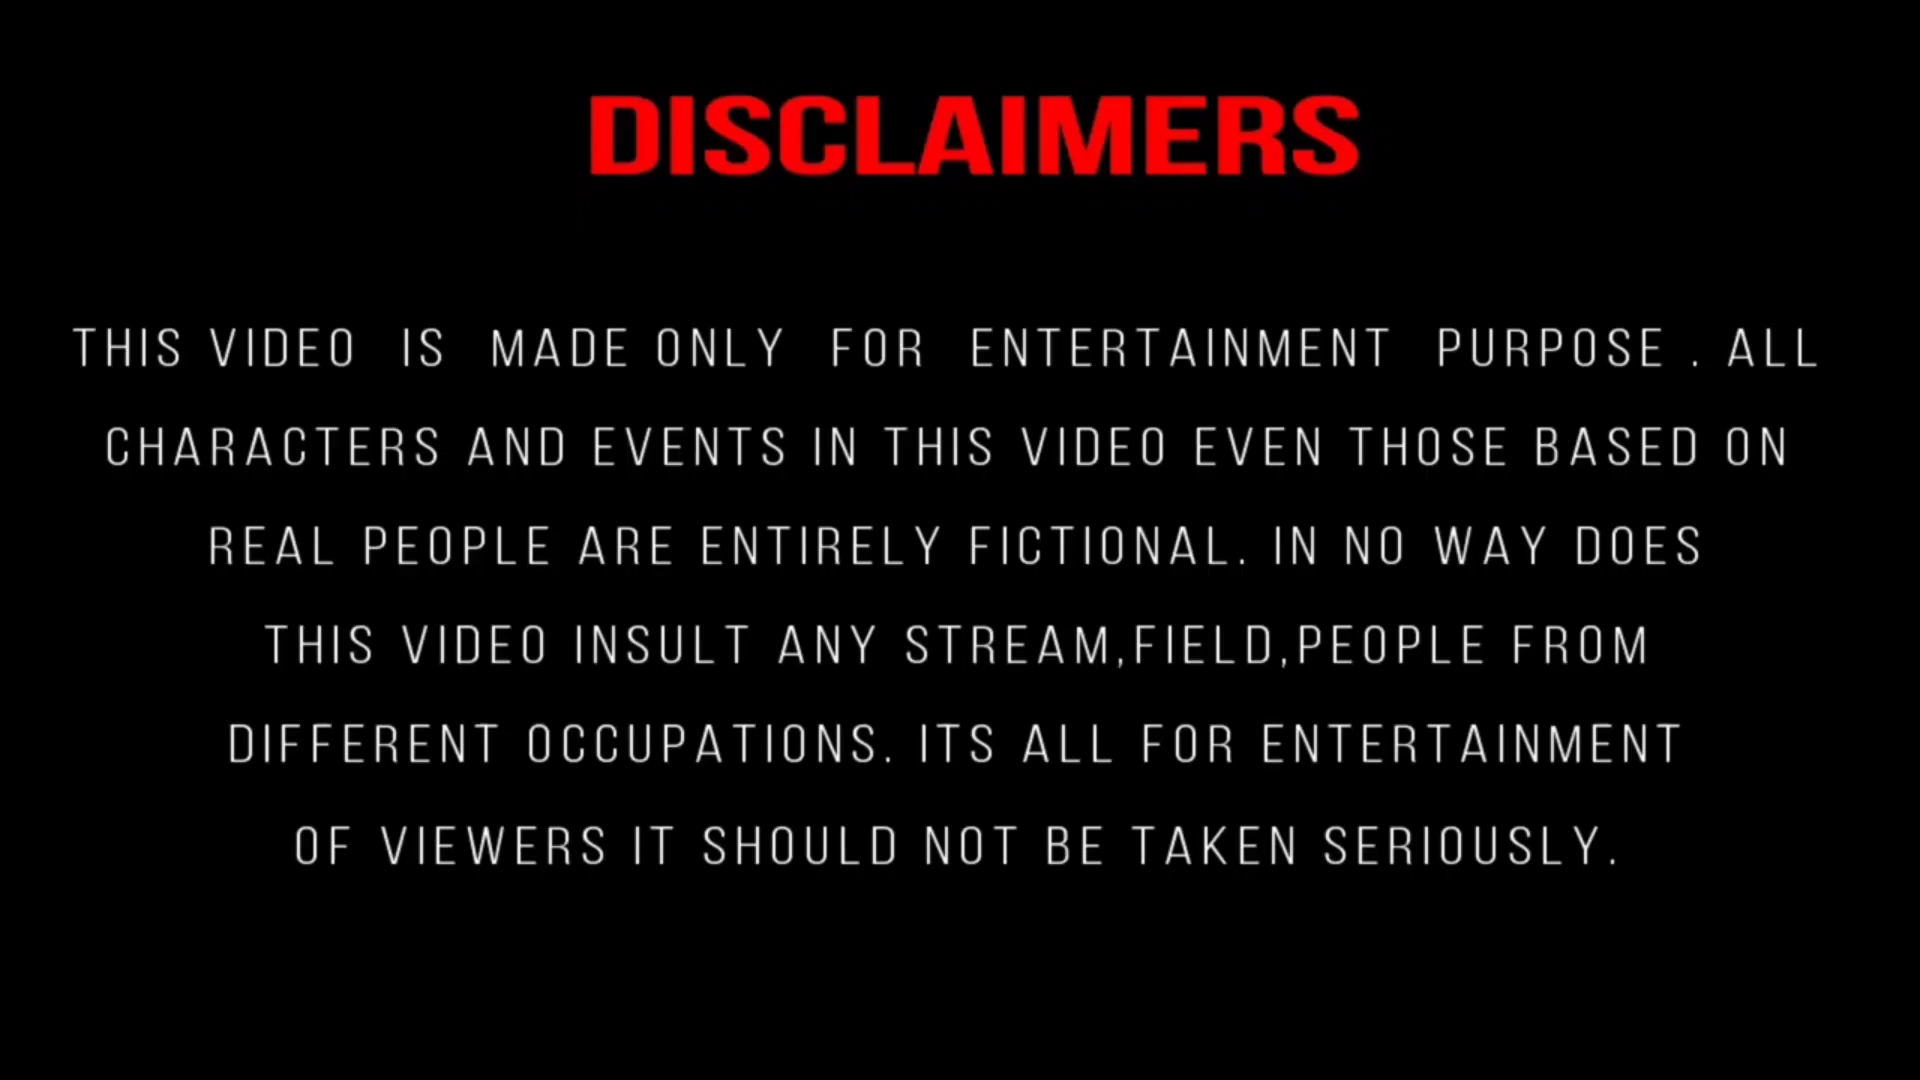 DISCLAIMERS
THIS VIDEO IS MADE ONLY FOR ENTERTAINMENT PURPOSE . ALL
CHARACTERS AND EVENTS IN THIS VIDEO EVEN THOSE BASED ON
REAL PEOPLE ARE ENTIRELY FICTIONAL. IN NO WAY DOES
THIS VIDEO INSULT ANY STREAM,FIELD,PEOPLE FROM
DIFFERENT OCCUPATIONS. ITS ALL FOR ENTERTAINMENT
OF VIEWERS IT SHOULD NOT BE TAKEN SERIOUSLY.